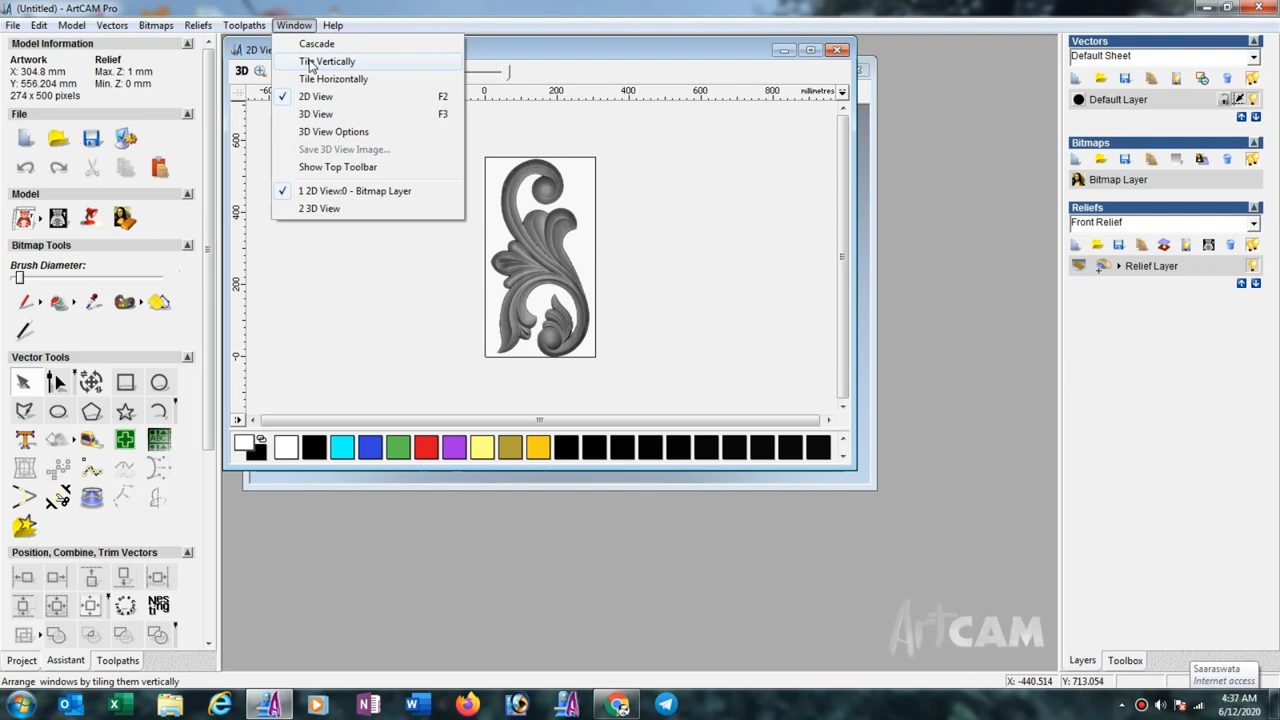 (Untitled) - ArtCAM Pro
File Edit Model Vectors Bitmaps Reliefs Toolpaths Window Help
Model Information
Artwork Relief
X: 304.8 mm Max Z: 1 mm
Y: 556.204 mm Min Z: 0 mm
274 x 500 pixels
File
Model
Bitmap Tools
Brush Diameter:
Vector Tools
Position, Combine, Trim Vectors
Project Assistant Toolpaths
Arrange windows by tiling them vertically
Cascade
Tile Vertically
Tile Horizontally
2D View F2
3D View F3
3D View Options
Save 3D View Image...
Show Top Toolbar
1 2D View:0 - Bitmap Layer
2 3D View
2D Vie
3D
-60 0 200 400 600 800 millimetres
600
400
200
-0
ArtCAM
Vectors
Default Sheet
Default Layer
Bitmaps
Bitmap Layer
Reliefs
Front Relief
Relief Layer
Layers Toolbox
Saaraswata
Internet access
X: -440.514 Y: 713.054
4:37 AM
6/12/2020